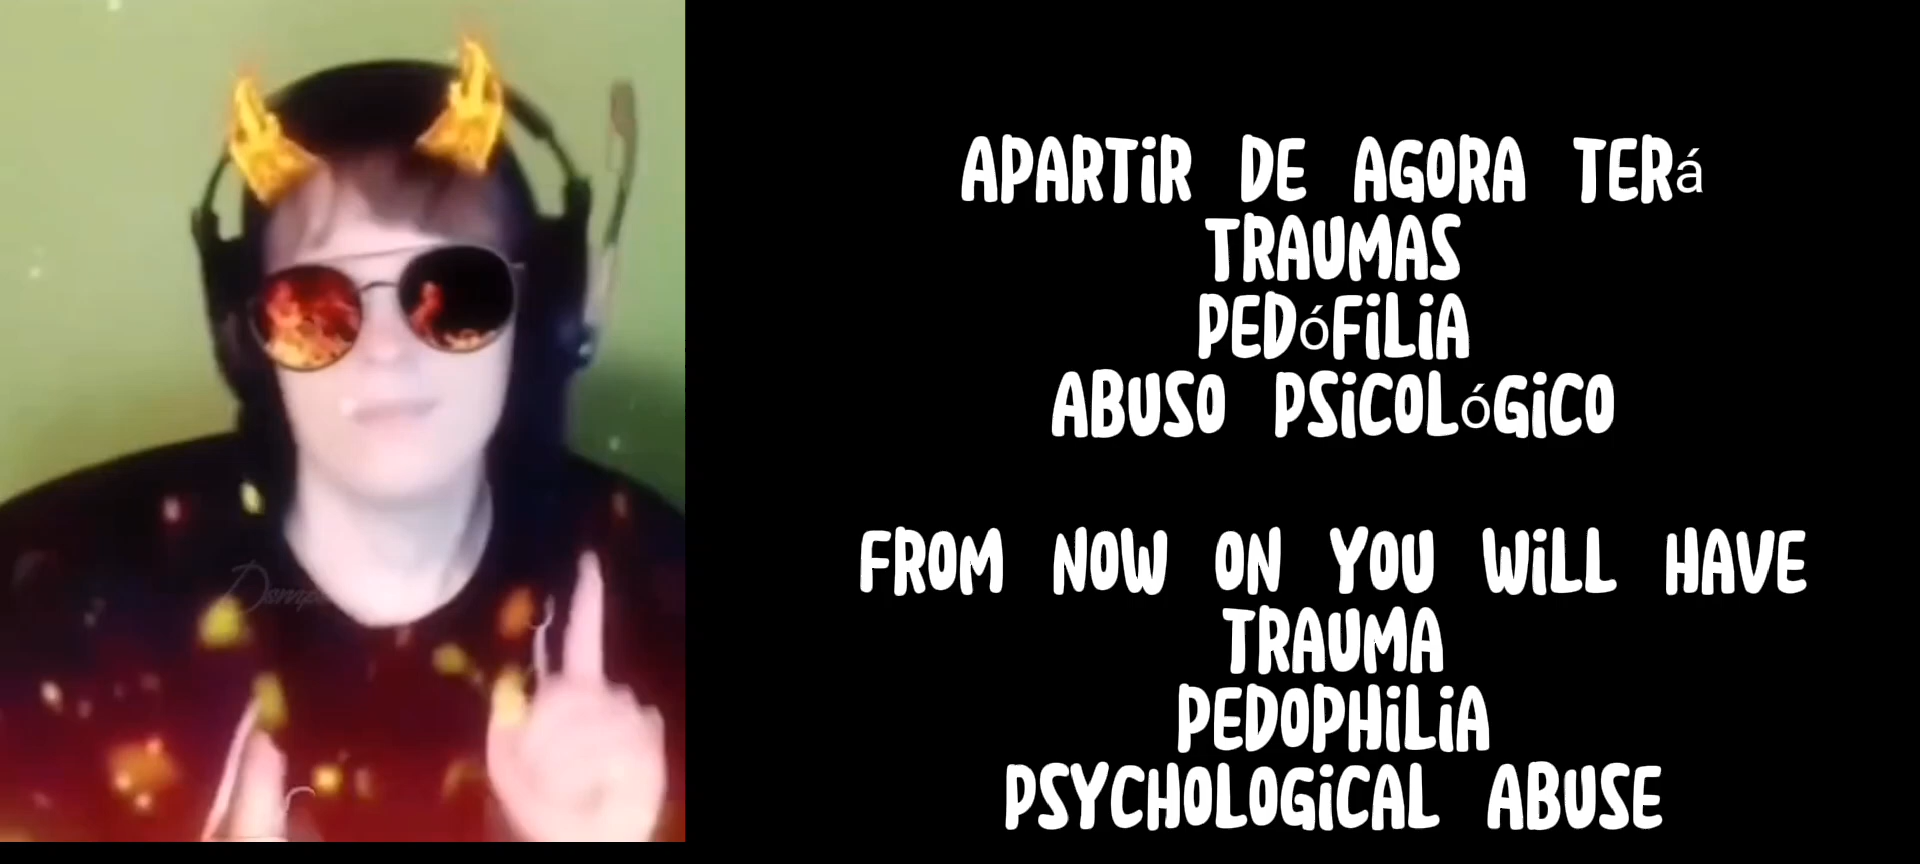 APARTIR DE AGORA TERá
TRAUMAS
PEDóFILIA
ABUSO PSICOLóGICO
FROM NOW ON YOU WILL HAVE
TRAUMA
PEDOPHILIA
PSYCHOLOGICAL ABUSE